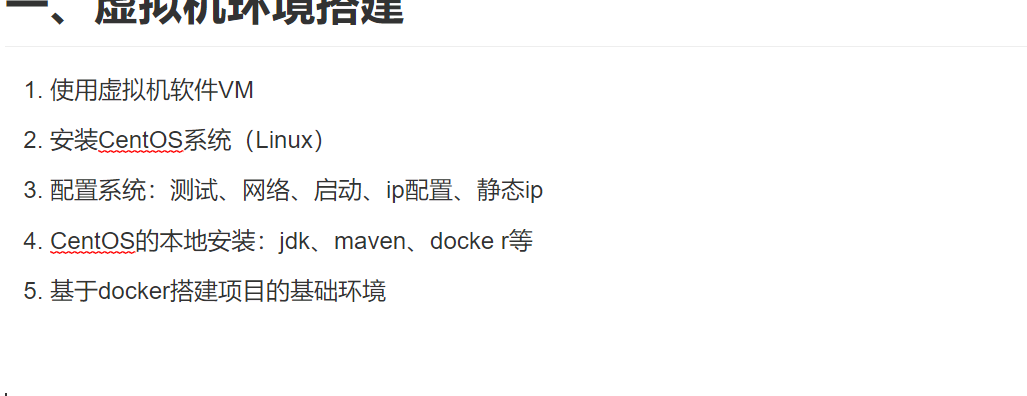 一、虚拟机环境搭建
1. 使用虚拟机软件VM
2. 安装CentOS系统（Linux）
3. 配置系统：测试、网络、启动、ip配置、静态ip
4. CentOS的本地安装：jdk、maven、docke r等
5. 基于docker搭建项目的基础环境